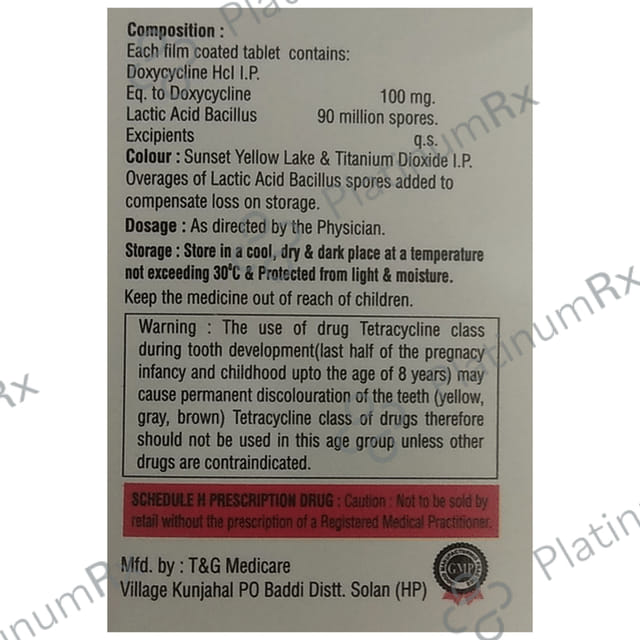 Composition :
Each film coated tablet contains:
Doxycycline Hcl I.P.
Eq. to Doxycycline 100 mg.
Lactic Acid Bacillus 90 million spores.
Excipients q.s.
Colour : Sunset Yellow Lake & Titanium Dioxide I.P.
Overages of Lactic Acid Bacillus spores added to
compensate loss on storage.
Dosage : As directed by the Physician.
Storage : Store in a cool, dry & dark place at a temperature
not exceeding 30°C & Protected from light & moisture.
Keep the medicine out of reach of children.
Warning : The use of drug Tetracycline class
during tooth development(last half of the pregnacy
infancy and childhood upto the age of 8 years) may
cause permanent discolouration of the teeth (yellow,
gray, brown) Tetracycline class of drugs therefore
should not be used in this age group unless other
drugs are contraindicated.
SCHEDULE H PRESCRIPTION DRUG : Caution : Not to be sold by
retail without the prescription of a Registered Medical Practitioner.
Mfd. by : T&G Medicare
Village Kunjahal PO Baddi Distt. Solan (HP)
GMP
PlatinumRx
PlatinumRx
PlatinumRx
PlatinumRx